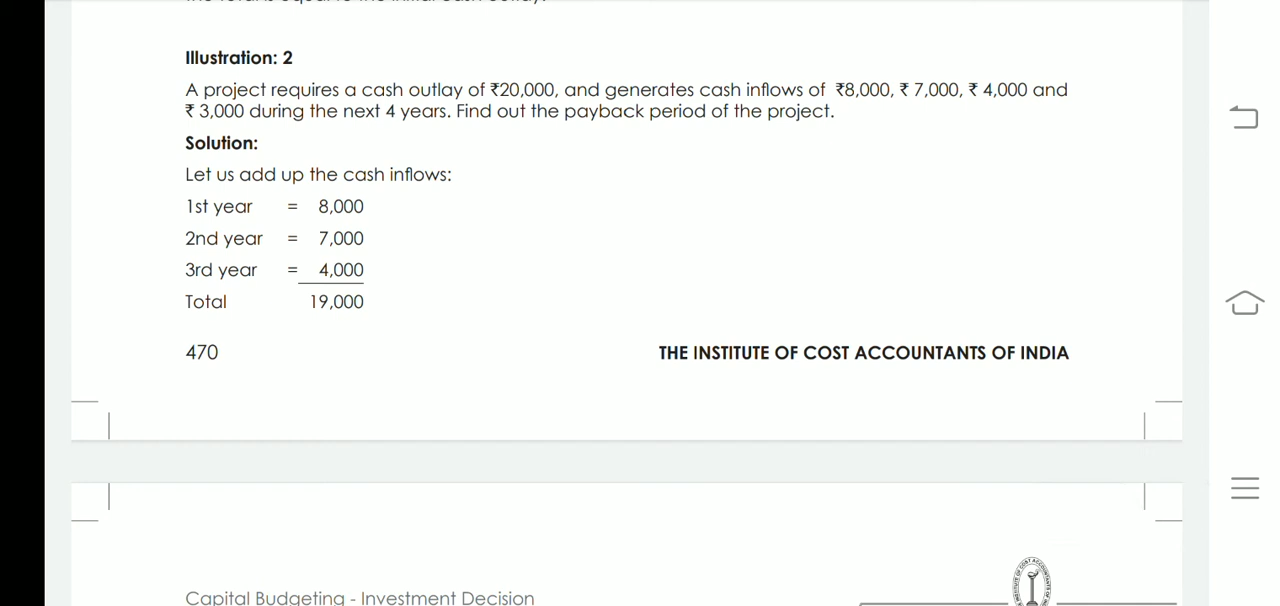 Illustration: 2
A project requires a cash outlay of ₹20,000, and generates cash inflows of ₹8,000, ₹ 7,000, ₹ 4,000 and
₹ 3,000 during the next 4 years. Find out the payback period of the project.
Solution:
Let us add up the cash inflows:
1st year = 8,000
2nd year = 7,000
3rd year = 4,000
Total 19,000
470 THE INSTITUTE OF COST ACCOUNTANTS OF INDIA
Capital Budgeting - Investment Decision